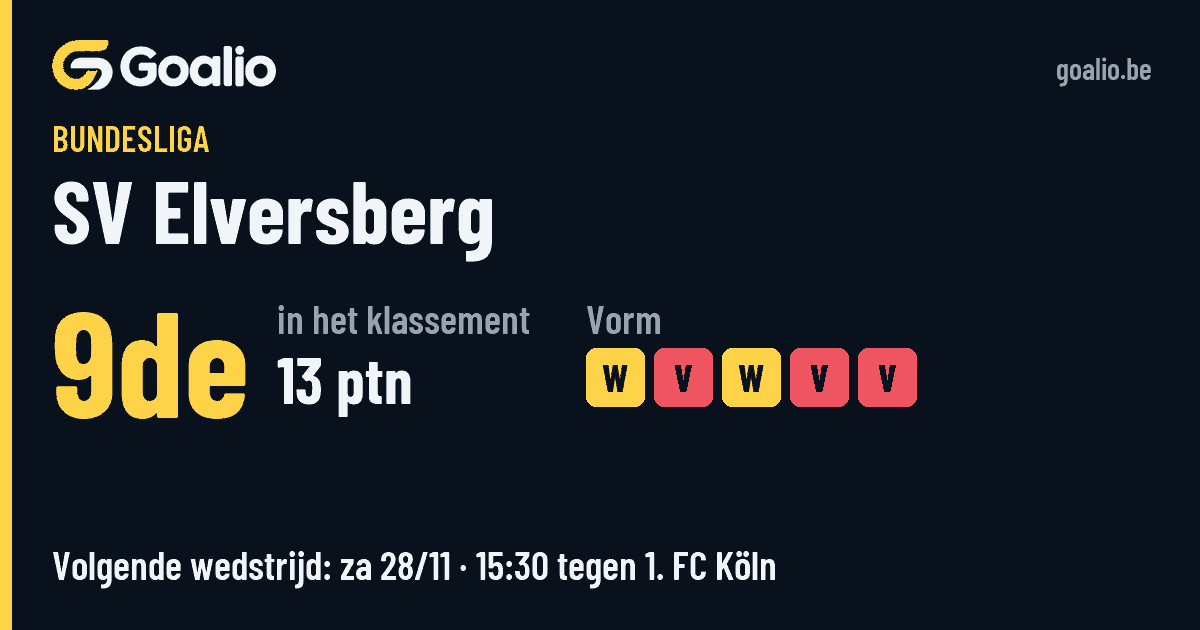 Goalio
goalio.be
BUNDESLIGA
SV Elversberg
9de
in het klassement
13 ptn
Vorm
W V W V V
Volgende wedstrijd: za 28/11 · 15:30 tegen 1. FC Köln